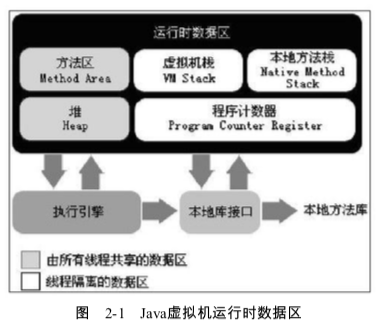 运行时数据区
方法区
Method Area
虚拟机栈
VM Stack
本地方法栈
Native Method
Stack
堆
Heap
程序计数器
Program Counter Register
执行引擎
本地库接口
本地方法库
由所有线程共享的数据区
线程隔离的数据区
图 2-1 Java虚拟机运行时数据区